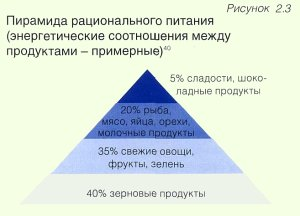 Рисунок 2.3
Пирамида рационального питания
(энергетические соотношения между
продуктами – примерные)⁴⁰
5% сладости, шоко-
ладные продукты
20% рыба,
мясо, яйца, орехи,
молочные продукты
35% свежие овощи,
фрукты, зелень
40% зерновые продукты